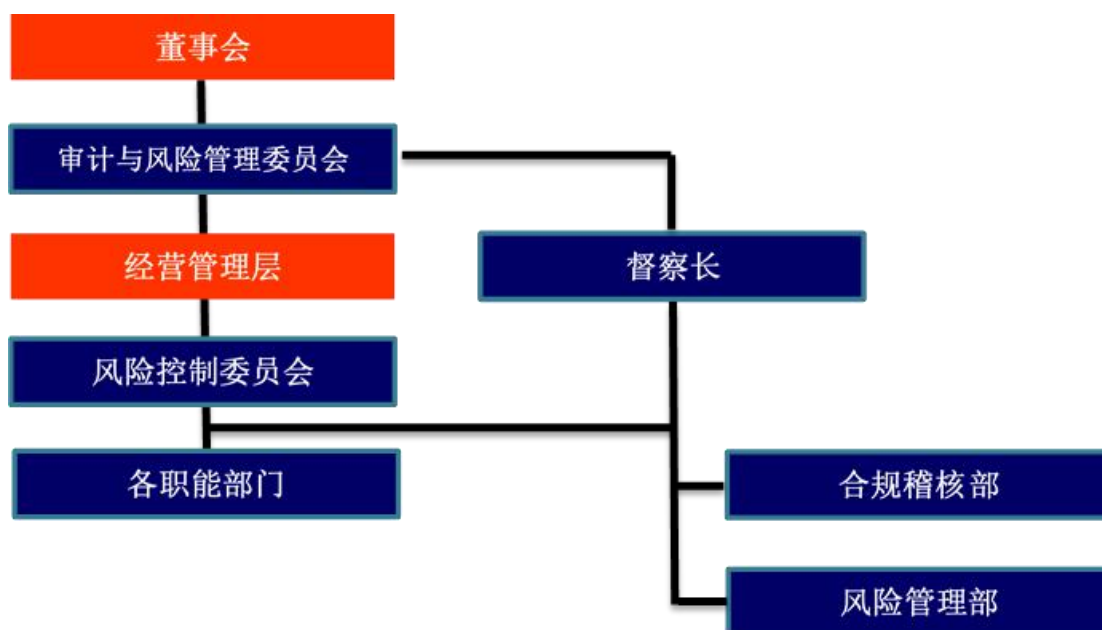 董事会
审计与风险管理委员会
经营管理层
督察长
风险控制委员会
各职能部门
合规稽核部
风险管理部